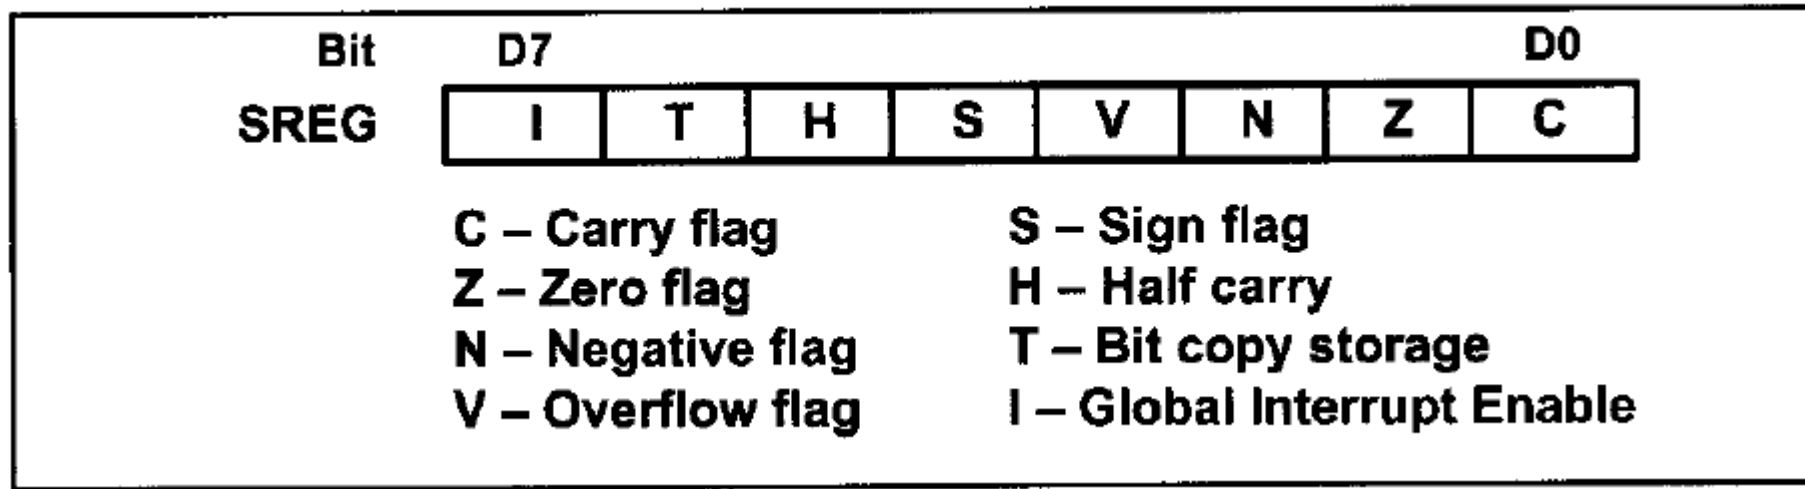 Bit D7 D0
SREG I T H S V N Z C
C – Carry flag S – Sign flag
Z – Zero flag H – Half carry
N – Negative flag T – Bit copy storage
V – Overflow flag I – Global Interrupt Enable